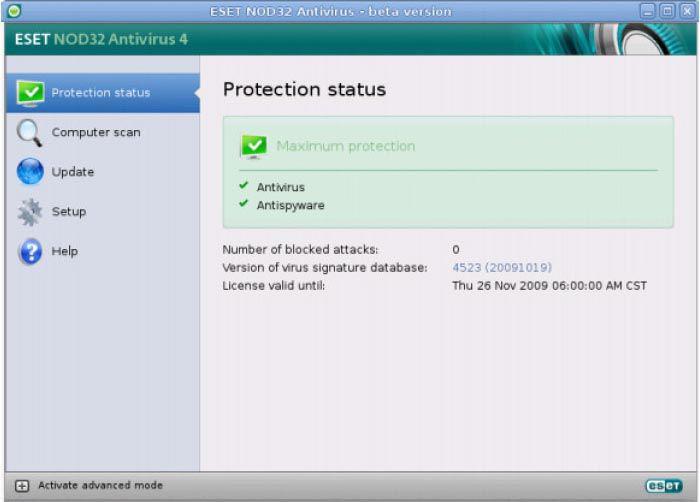 ESET NOD32 Antivirus - beta version
ESET NOD32 Antivirus 4
Protection status
Computer scan
Update
Setup
Help
Protection status
Maximum protection
Antivirus
Antispyware
Number of blocked attacks: 0
Version of virus signature database: 4523 (20091019)
License valid until: Thu 26 Nov 2009 06:00:00 AM CST
Activate advanced mode
eseT